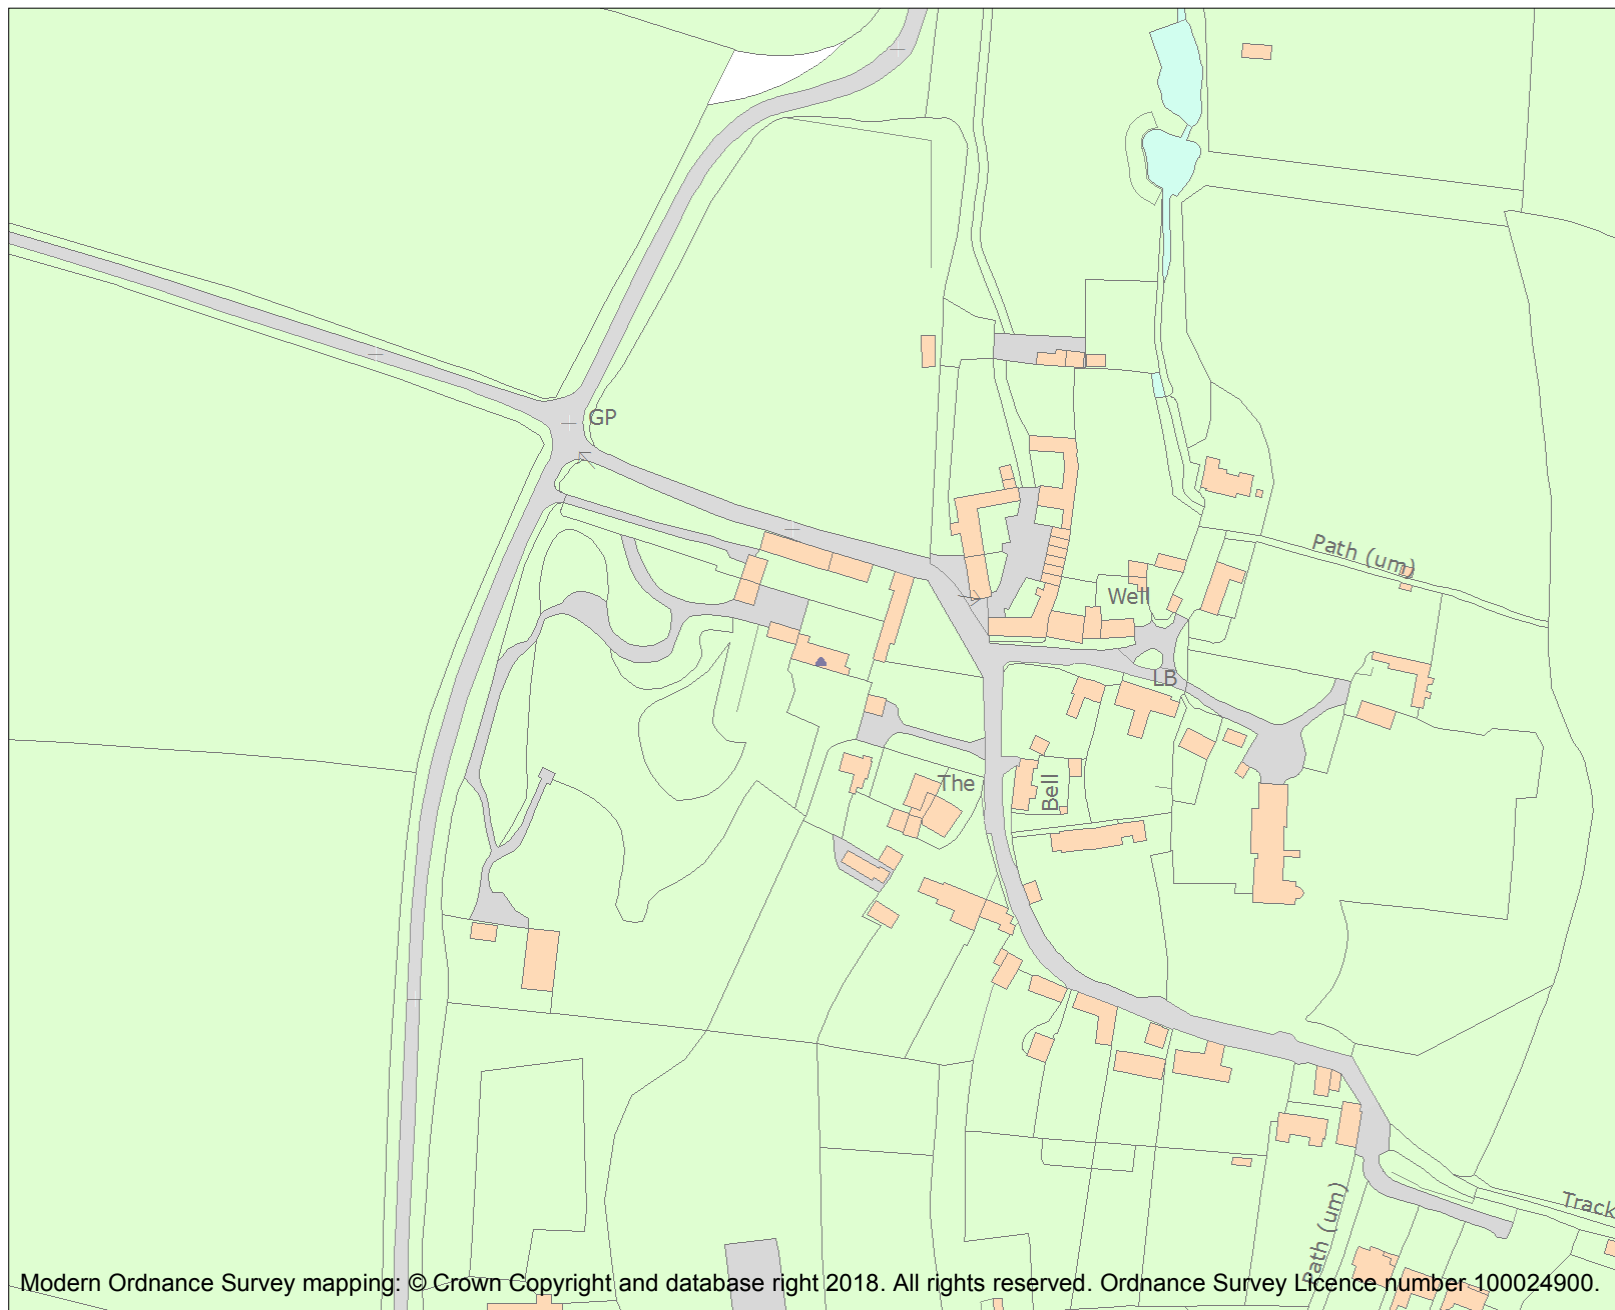 GP
Path (um)
Well
LB
The
Bell
Path (um)
Track
Modern Ordnance Survey mapping: © Crown Copyright and database right 2018. All rights reserved. Ordnance Survey Licence number 100024900.